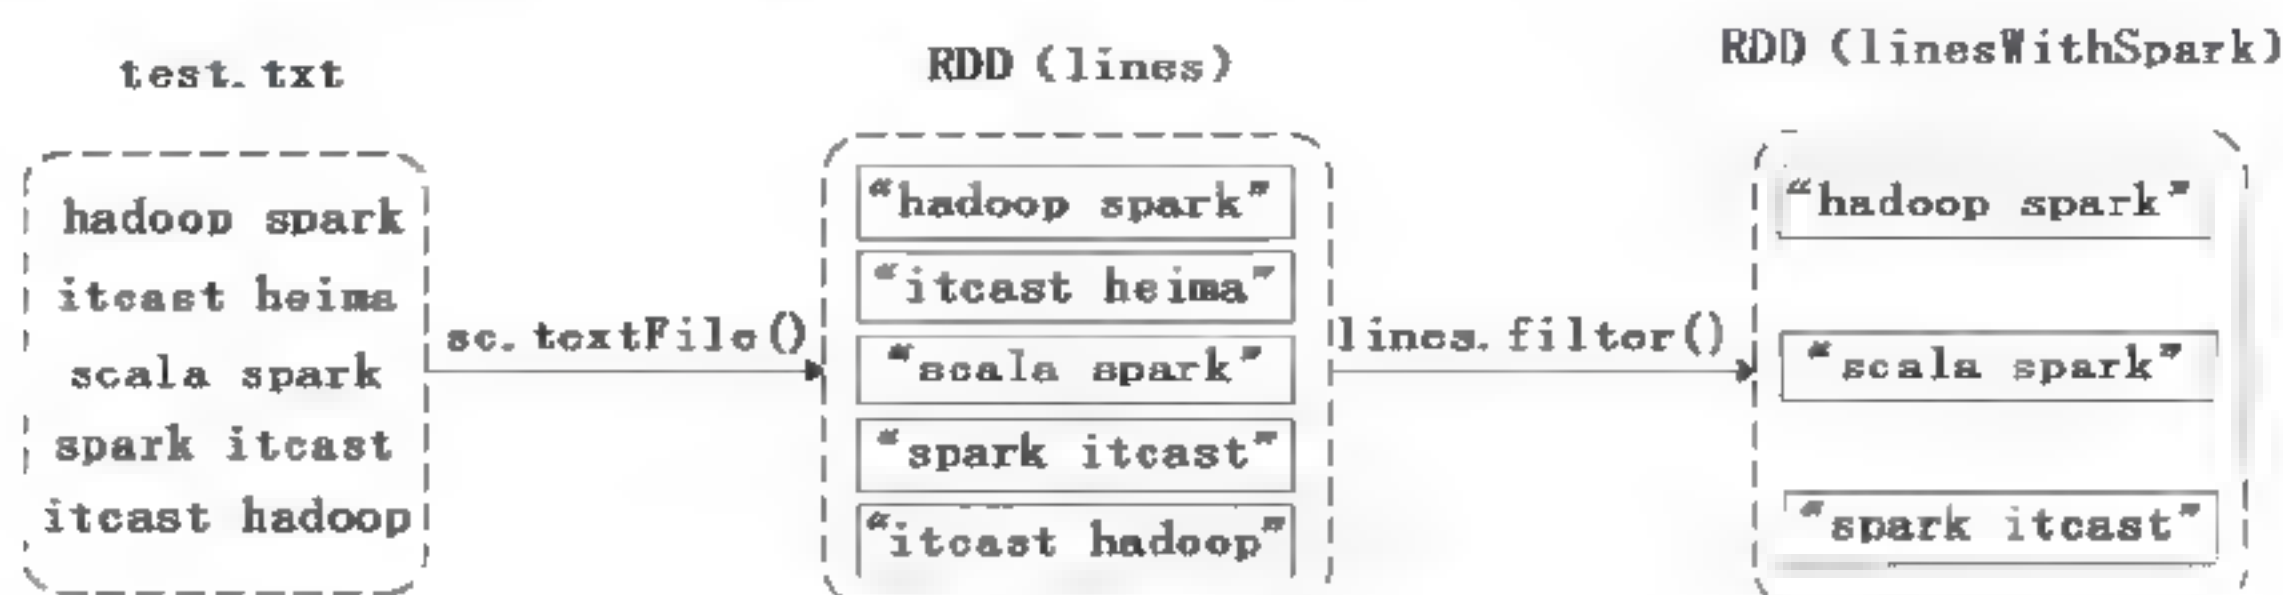 test.txt
hadoop spark
itcast heima
scala spark
spark itcast
itcast hadoop
sc.textFile()
RDD (lines)
“hadoop spark”
“itcast heima”
“scala spark”
“spark itcast”
“itcast hadoop”
lines.filter()
RDD (linesWithSpark)
“hadoop spark”
“scala spark”
“spark itcast”